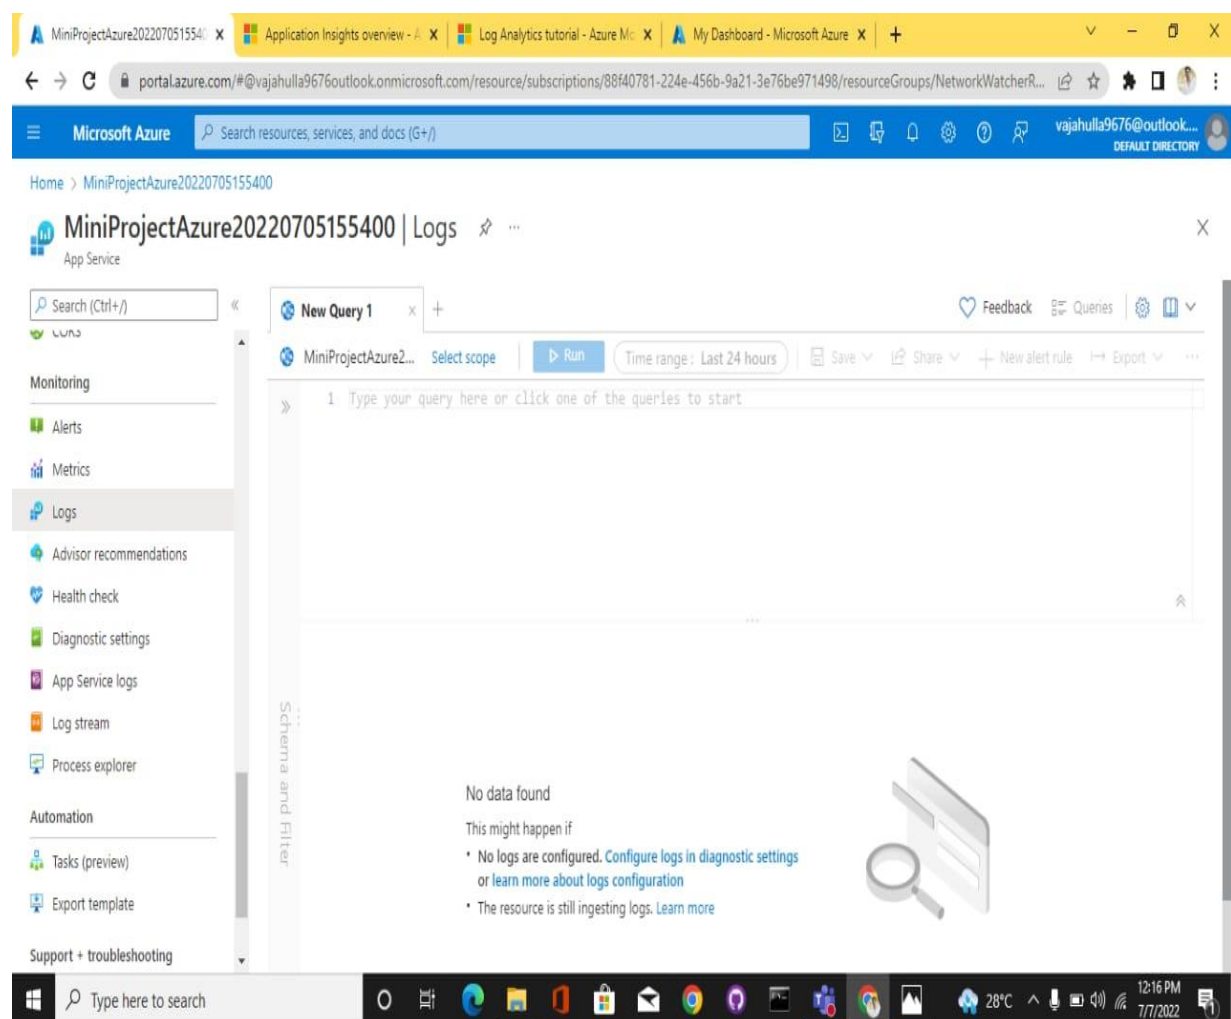 MiniProjectAzure2022070515540
Application Insights overview - A
Log Analytics tutorial - Azure Mo
My Dashboard - Microsoft Azure
portal.azure.com/#@vajahulla9676outlook.onmicrosoft.com/resource/subscriptions/88f40781-224e-456b-9a21-3e76be971498/resourceGroups/NetworkWatcherR...
Microsoft Azure
Search resources, services, and docs (G+/)
vajahulla9676@outlook....
DEFAULT DIRECTORY
Home > MiniProjectAzure20220705155400
MiniProjectAzure20220705155400 | Logs
App Service
Search (Ctrl+/)
CORS
Monitoring
Alerts
Metrics
Logs
Advisor recommendations
Health check
Diagnostic settings
App Service logs
Log stream
Process explorer
Automation
Tasks (preview)
Export template
Support + troubleshooting
New Query 1
Feedback
Queries
MiniProjectAzure2...
Select scope
Run
Time range : Last 24 hours
Save
Share
New alert rule
Export
1 Type your query here or click one of the queries to start
Schema and Filter
No data found
This might happen if
• No logs are configured. Configure logs in diagnostic settings
or learn more about logs configuration
• The resource is still ingesting logs. Learn more
Type here to search
28°C
12:16 PM
7/7/2022